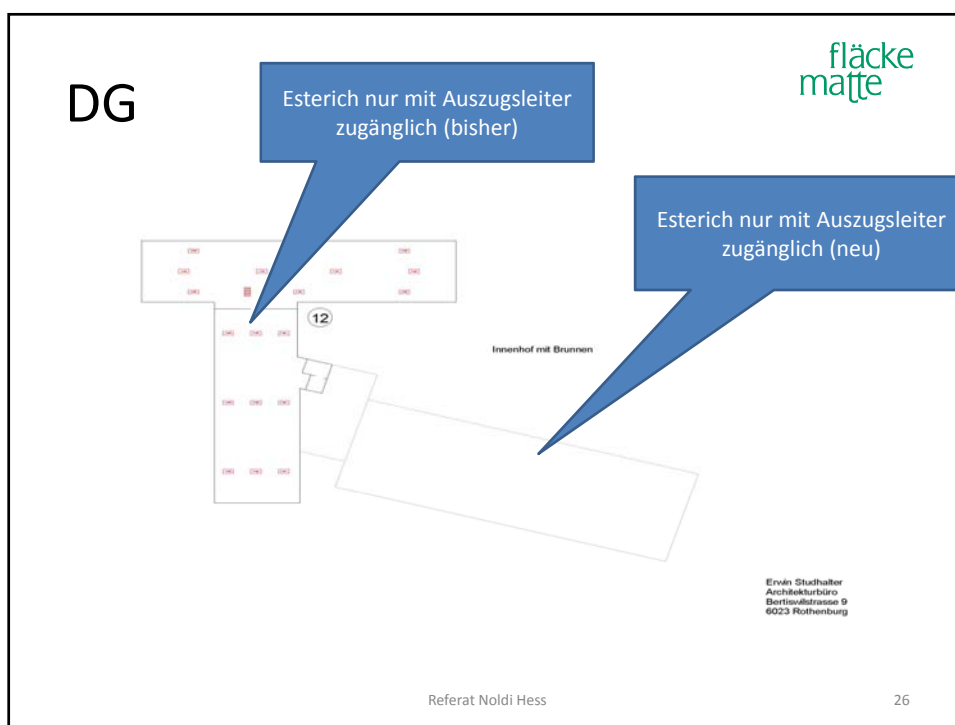 DG
fläcke
matte
Esterich nur mit Auszugsleiter
zugänglich (bisher)
Esterich nur mit Auszugsleiter
zugänglich (neu)
12
Innenhof mit Brunnen
Erwin Studhalter
Architekturbüro
Bertiswilstrasse 9
6023 Rothenburg
Referat Noldi Hess
26